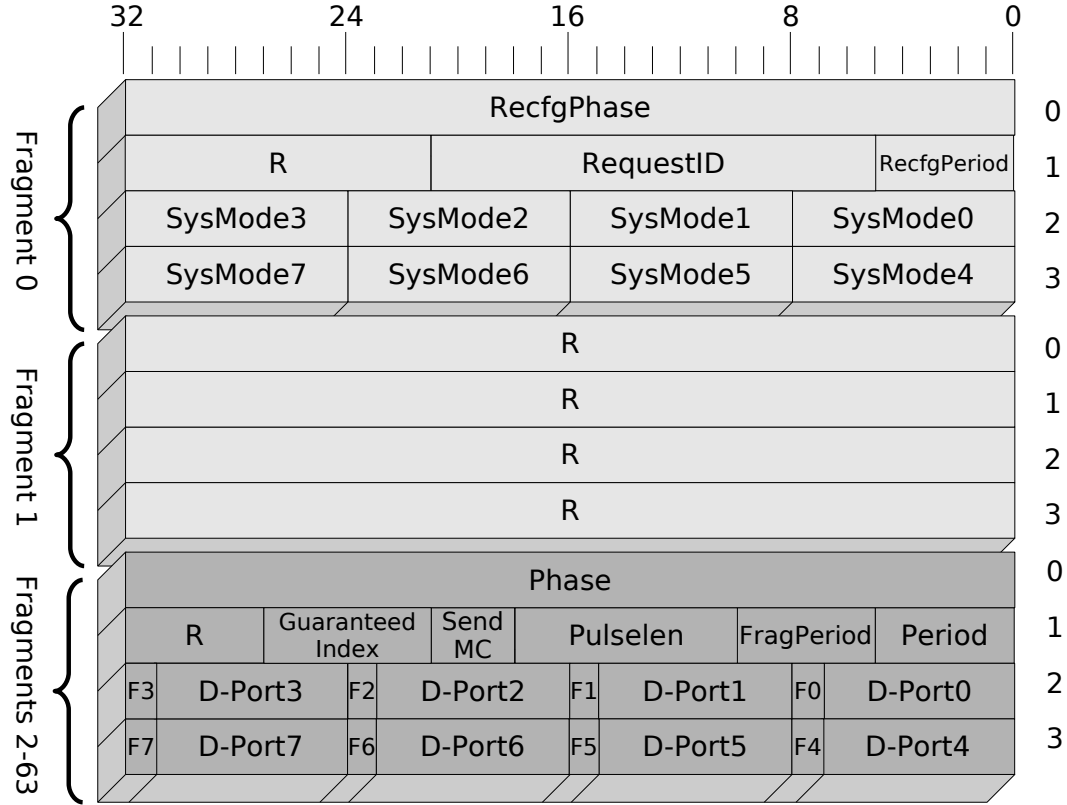 32 24 16 8 0
Fragment 0
RecfgPhase 0
R RequestID RecfgPeriod 1
SysMode3 SysMode2 SysMode1 SysMode0 2
SysMode7 SysMode6 SysMode5 SysMode4 3
Fragment 1
R 0
R 1
R 2
R 3
Fragments 2-63
Phase 0
R Guaranteed Index Send MC Pulselen FragPeriod Period 1
F3 D-Port3 F2 D-Port2 F1 D-Port1 F0 D-Port0 2
F7 D-Port7 F6 D-Port6 F5 D-Port5 F4 D-Port4 3